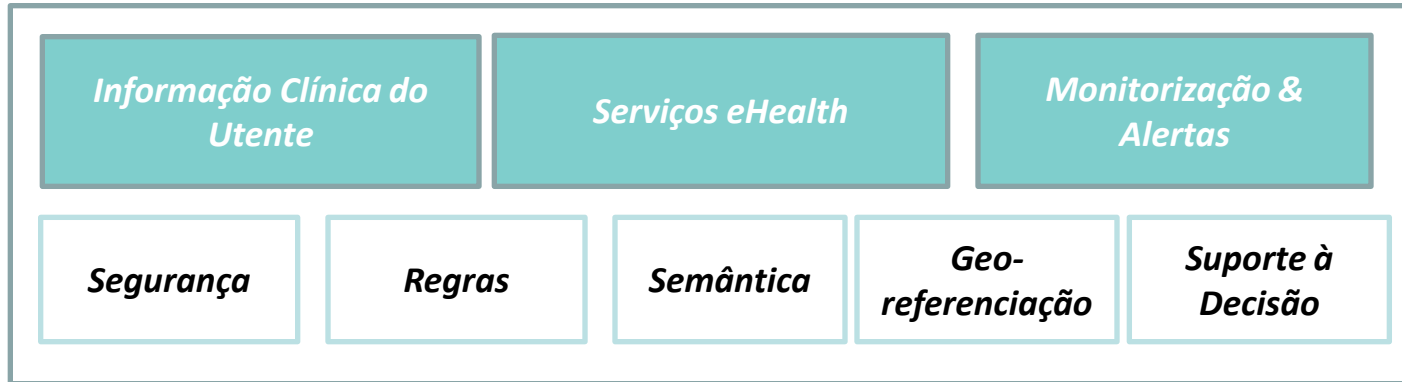 Informação Clínica do
Utente
Serviços eHealth
Monitorização &
Alertas
Segurança
Regras
Semântica
Geo-
referenciação
Suporte à
Decisão